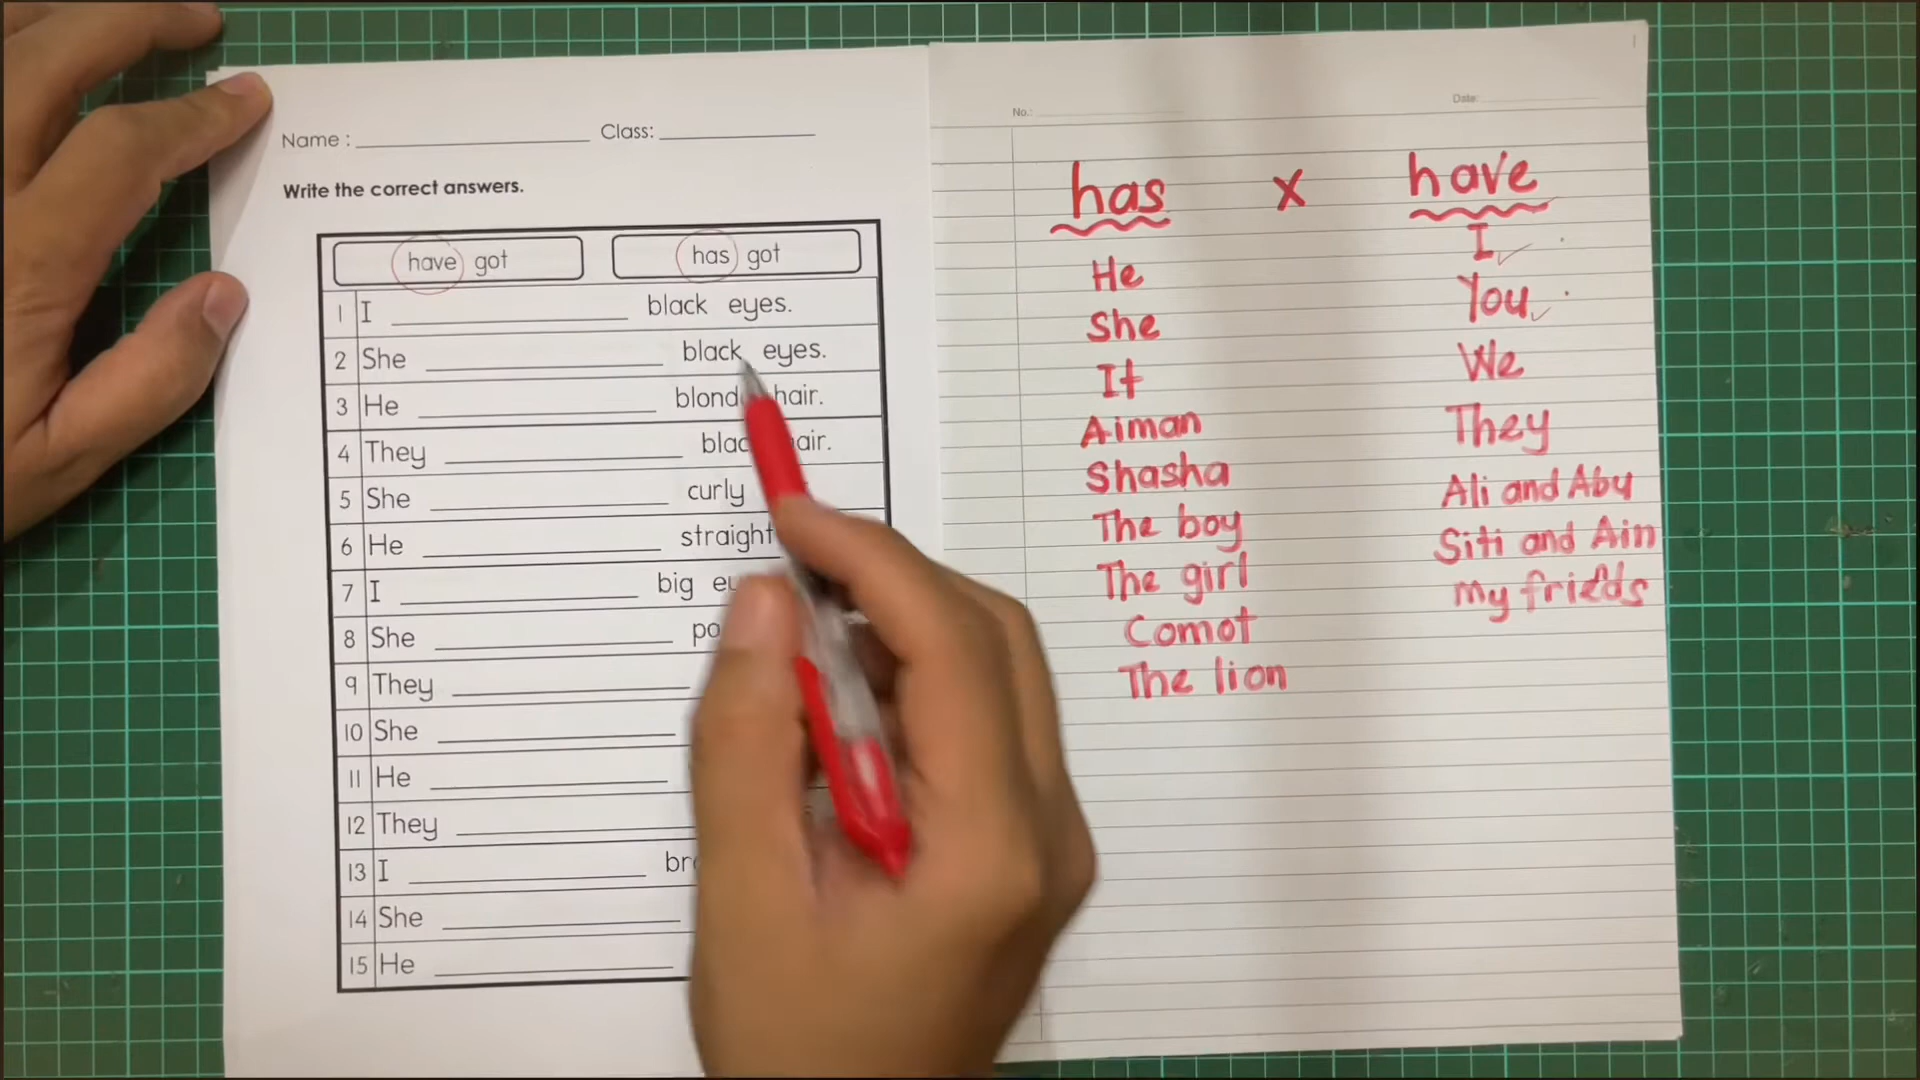 Name : Class:
Write the correct answers.
have got has got
1 I black eyes.
2 She black eyes.
3 He hair.
4 They hair.
5 She curly
6 He straight
7 I big
8 She
9 They
10 She
11 He
12 They
13 I
14 She
15 He
No.: Date:
has x have
He
She
It
Aiman
Shasha
The boy
The girl
Comot
The lion
I
You
We
They
Ali and Abu
Siti and Ain
My frieds